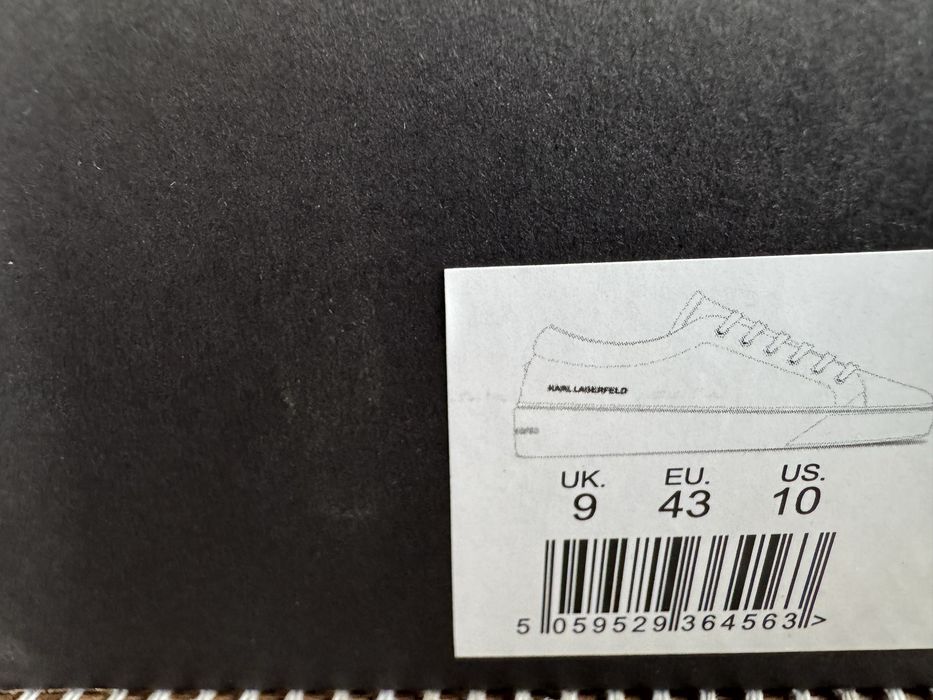 KARL LAGERFELD
UK. EU. US.
9 43 10
5 059529 364563 >